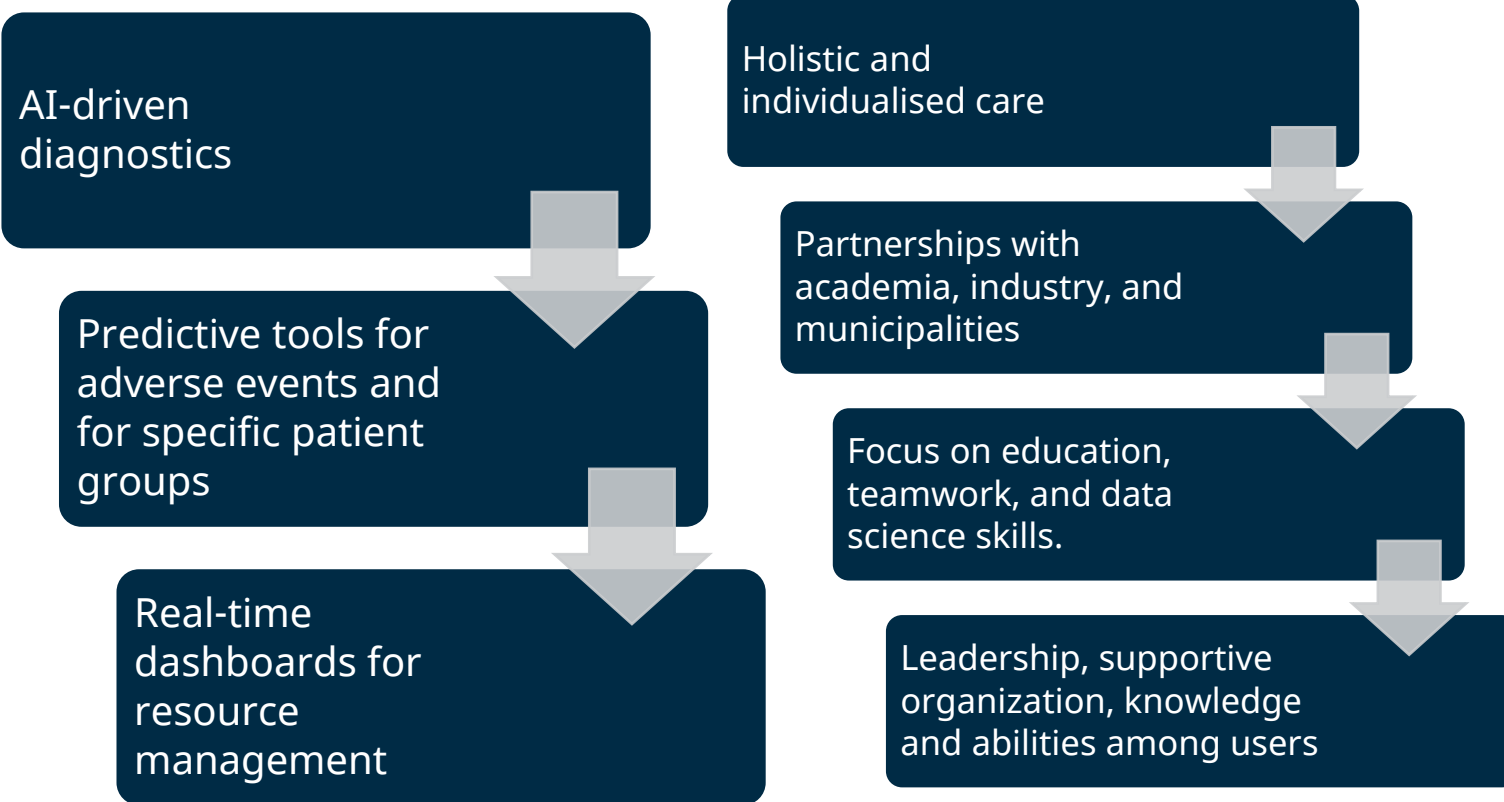 AI-driven
diagnostics
Predictive tools for
adverse events and
for specific patient
groups
Real-time
dashboards for
resource
management
Holistic and
individualised care
Partnerships with
academia, industry, and
municipalities
Focus on education,
teamwork, and data
science skills.
Leadership, supportive
organization, knowledge
and abilities among users